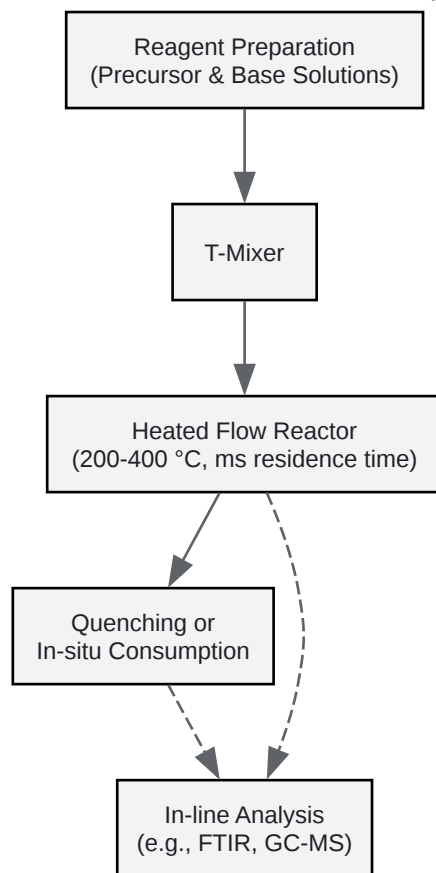 Reagent Preparation
(Precursor & Base Solutions)
T-Mixer
Heated Flow Reactor
(200-400 °C, ms residence time)
Quenching or
In-situ Consumption
In-line Analysis
(e.g., FTIR, GC-MS)